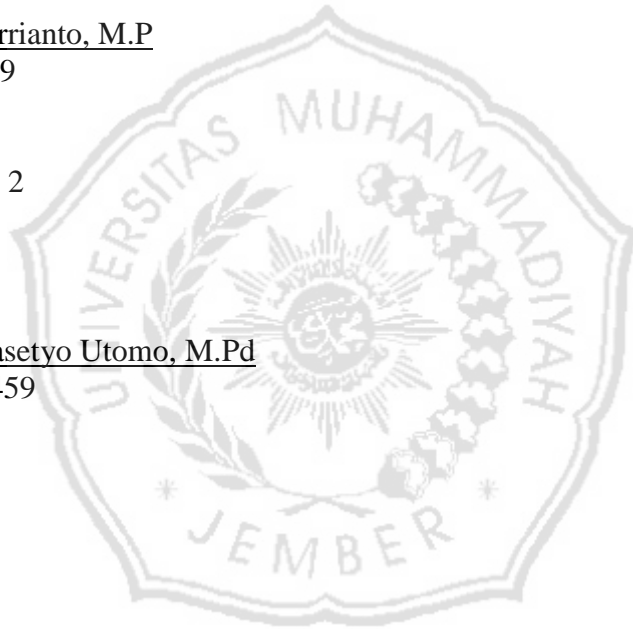 rrianto, M.P
9
2
asetyo Utomo, M.Pd
-59
UNIVERSITAS MUHAMMADIYAH
JEMBER